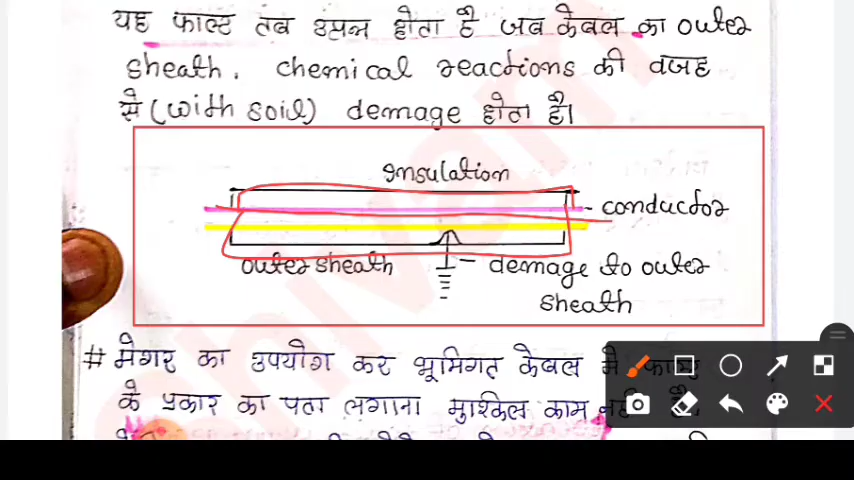 यह फाल्ट तब उत्पन्न होता है जब केबल का outer
sheath. chemical reactions की वजह
से (with soil) demage होता है।
Insulation
conductor
outer sheath
demage to outer
sheath
# मेगर का उपयोग कर भूमिगत केबल में
के प्रकार का पता लगाना मुश्किल काम